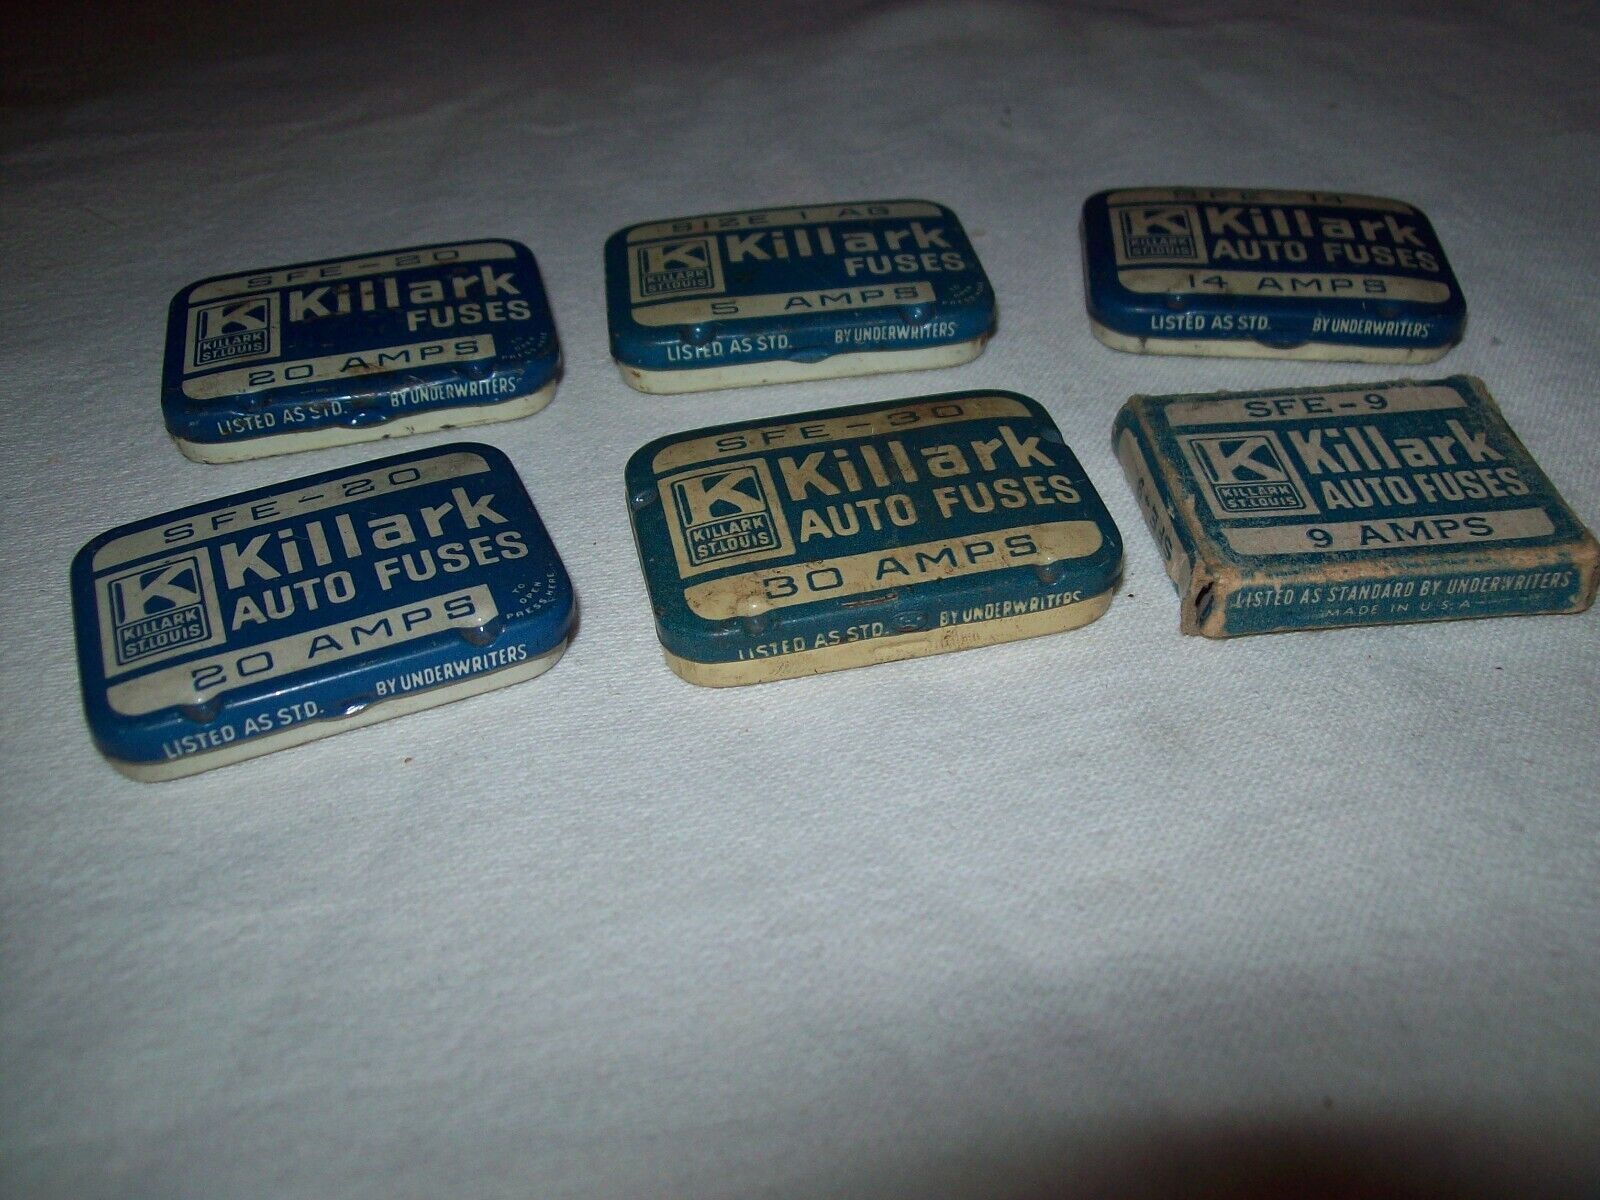 SFE-20
Killark
FUSES
K
KILLARK
ST.LOUIS
20 AMPS
LISTED AS STD. BY UNDERWRITERS'
SIZE 1 AG
Killark
FUSES
K
KILLARK
ST.LOUIS
5 AMPS
TO
OPEN
LISTED AS STD. BY UNDERWRITERS'
SFE-14
Killark
AUTO FUSES
K
KILLARK
ST.LOUIS
14 AMPS
LISTED AS STD. BY UNDERWRITERS'
SFE-20
Killark
AUTO FUSES
K
KILLARK
ST.LOUIS
20 AMPS
TO
OPEN
PRESS HERE
LISTED AS STD. BY UNDERWRITERS
SFE-30
Killark
AUTO FUSES
K
KILLARK
ST.LOUIS
30 AMPS
LISTED AS STD. BY UNDERWRITERS
SFE-9
Killark
AUTO FUSES
K
KILLARK
ST.LOUIS
9 AMPS
LISTED AS STANDARD BY UNDERWRITERS
MADE IN U.S.A.